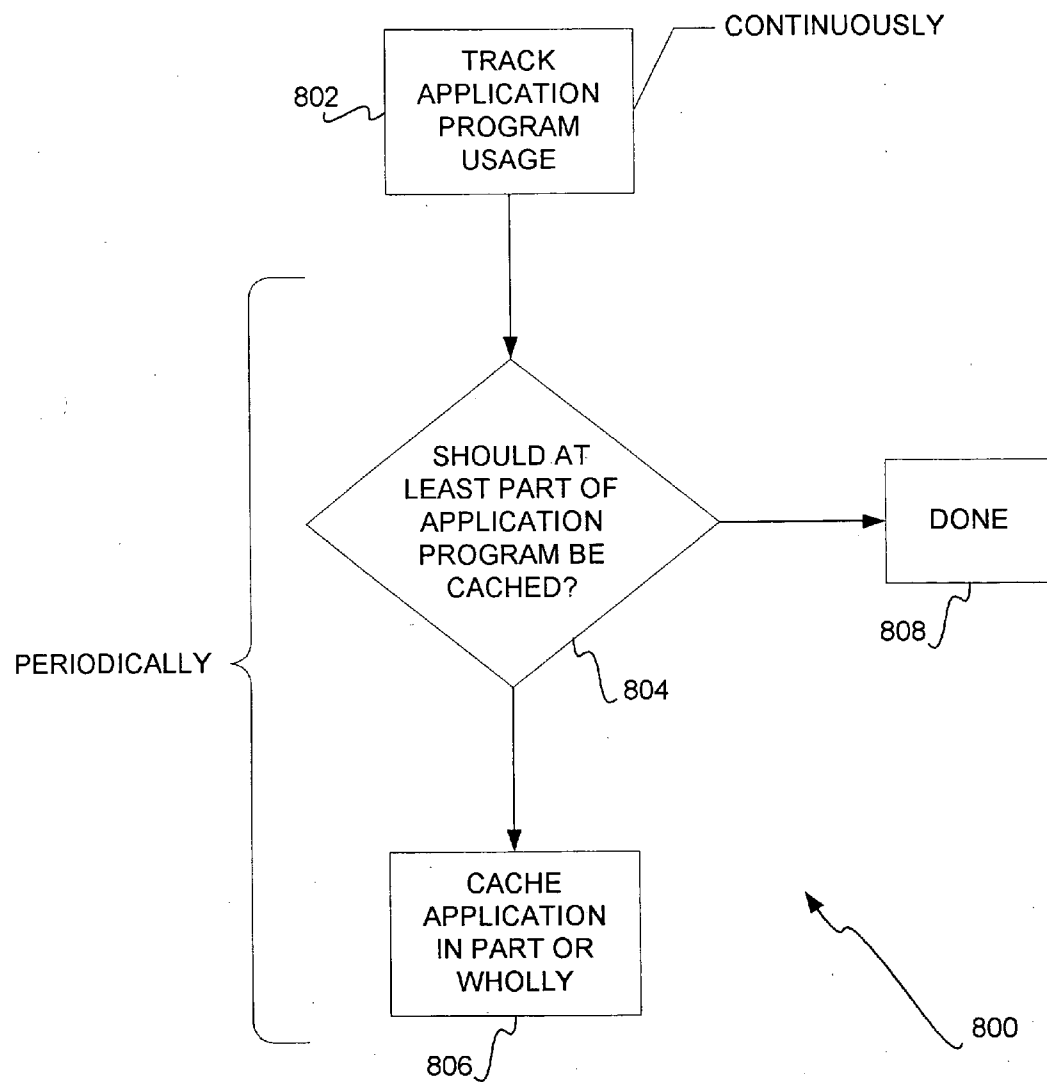 CONTINUOUSLY
802
TRACK
APPLICATION
PROGRAM
USAGE
SHOULD AT
LEAST PART OF
APPLICATION
PROGRAM BE
CACHED?
804
DONE
808
PERIODICALLY
CACHE
APPLICATION
IN PART OR
WHOLLY
806
800